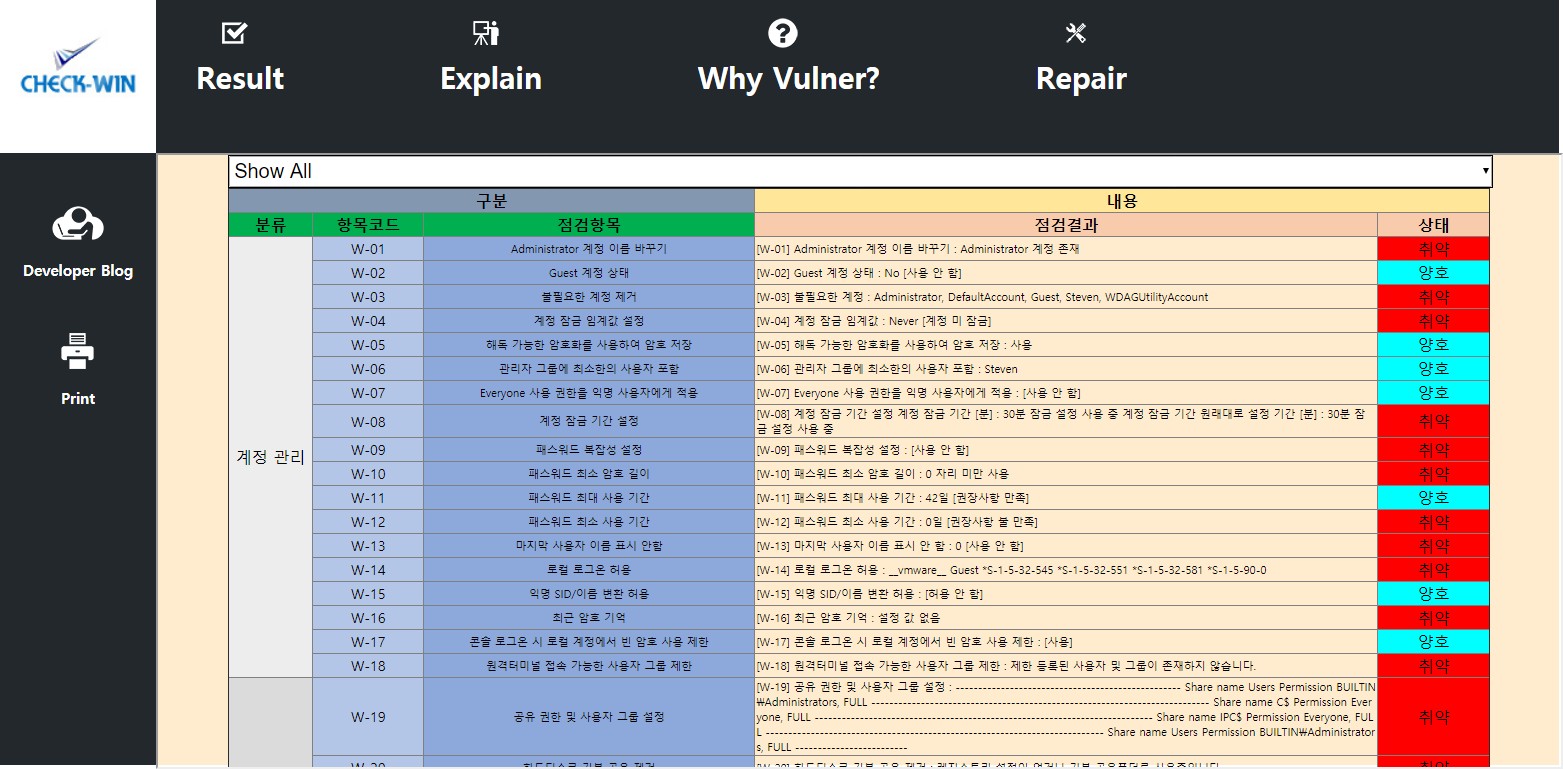 CHECK-WIN
Result
Explain
Why Vulner?
Repair
Developer Blog
Print
Show All
구분
내용
분류
항목코드
점검항목
점검결과
상태
계정 관리
W-01
Administrator 계정 이름 바꾸기
[W-01] Administrator 계정 이름 바꾸기 : Administrator 계정 존재
취약
W-02
Guest 계정 상태
[W-02] Guest 계정 상태 : No [사용 안 함]
양호
W-03
불필요한 계정 제거
[W-03] 불필요한 계정 : Administrator, DefaultAccount, Guest, Steven, WDAGUtilityAccount
취약
W-04
계정 잠금 임계값 설정
[W-04] 계정 잠금 임계값 : Never [계정 미 잠금]
취약
W-05
해독 가능한 암호화를 사용하여 암호 저장
[W-05] 해독 가능한 암호화를 사용하여 암호 저장 : 사용
양호
W-06
관리자 그룹에 최소한의 사용자 포함
[W-06] 관리자 그룹에 최소한의 사용자 포함 : Steven
양호
W-07
Everyone 사용 권한을 익명 사용자에게 적용
[W-07] Everyone 사용 권한을 익명 사용자에게 적용 : [사용 안 함]
양호
W-08
계정 잠금 기간 설정
[W-08] 계정 잠금 기간 설정 계정 잠금 기간 [분] : 30분 잠금 설정 사용 중 계정 잠금 기간 원래대로 설정 기간 [분] : 30분 잠
금 설정 사용 중
취약
W-09
패스워드 복잡성 설정
[W-09] 패스워드 복잡성 설정 : [사용 안 함]
취약
W-10
패스워드 최소 암호 길이
[W-10] 패스워드 최소 암호 길이 : 0 자리 미만 사용
취약
W-11
패스워드 최대 사용 기간
[W-11] 패스워드 최대 사용 기간 : 42일 [권장사항 만족]
양호
W-12
패스워드 최소 사용 기간
[W-12] 패스워드 최소 사용 기간 : 0일 [권장사항 불 만족]
취약
W-13
마지막 사용자 이름 표시 안함
[W-13] 마지막 사용자 이름 표시 안 함 : 0 [사용 안 함]
취약
W-14
로컬 로그온 허용
[W-14] 로컬 로그온 허용 : __vmware__ Guest *S-1-5-32-545 *S-1-5-32-551 *S-1-5-32-581 *S-1-5-90-0
취약
W-15
익명 SID/이름 변환 허용
[W-15] 익명 SID/이름 변환 허용 : [허용 안 함]
양호
W-16
최근 암호 기억
[W-16] 최근 암호 기억 : 설정 값 없음
취약
W-17
콘솔 로그온 시 로컬 계정에서 빈 암호 사용 제한
[W-17] 콘솔 로그온 시 로컬 계정에서 빈 암호 사용 제한 : [사용]
양호
W-18
원격터미널 접속 가능한 사용자 그룹 제한
[W-18] 원격터미널 접속 가능한 사용자 그룹 제한 : 제한 등록된 사용자 및 그룹이 존재하지 않습니다.
취약
W-19
공유 권한 및 사용자 그룹 설정
[W-19] 공유 권한 및 사용자 그룹 설정 : -------------------------------------------------- Share name Users Permission BUILTIN
₩Administrators, FULL --------------------------------------------------------------------------- Share name C$ Permission Ever
yone, FULL --------------------------------------------------------------------------- Share name IPC$ Permission Everyone, FUL
L --------------------------------------------------------------------------- Share name Users Permission BUILTIN₩Administrator
s, FULL -------------------------
취약